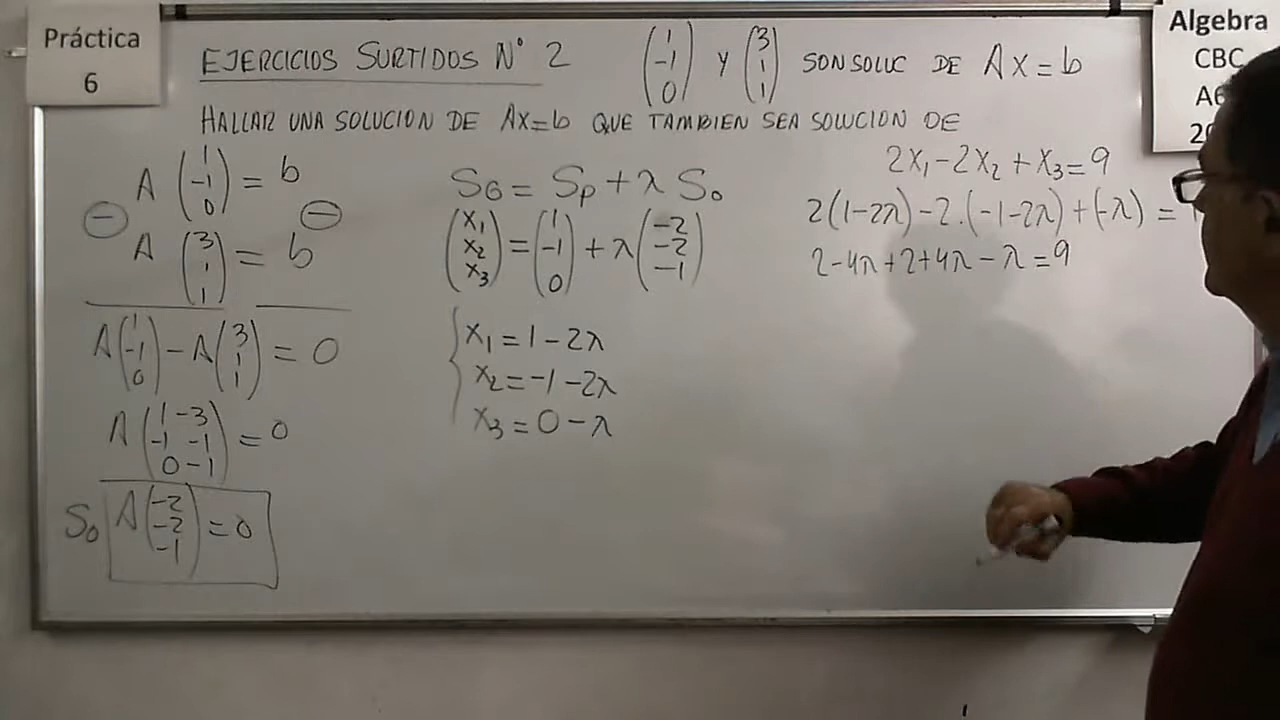 Práctica
6
Algebra
CBC
EJERCICIOS SURTIDOS N° 2 (1 -1 0) Y (3 1 1) SON SOLUC DE Ax=b
HALLAR UNA SOLUCION DE Ax=b QUE TAMBIEN SEA SOLUCION DE
2x₁-2x₂+x₃=9
A (1 -1 0) = b
⊖ ⊖
A (3 1 1) = b
A(1 -1 0) - A(3 1 1) = 0
A(1-3 -1-1 0-1) = 0
S₀ A(-2 -2 -1) = 0
SG = Sp + λ S₀
(x₁ x₂ x₃) = (1 -1 0) + λ(-2 -2 -1)
{ x₁ = 1-2λ
x₂ = -1-2λ
x₃ = 0-λ
2(1-2λ)-2.(-1-2λ)+(-λ) =
2-4λ+2+4λ-λ=9